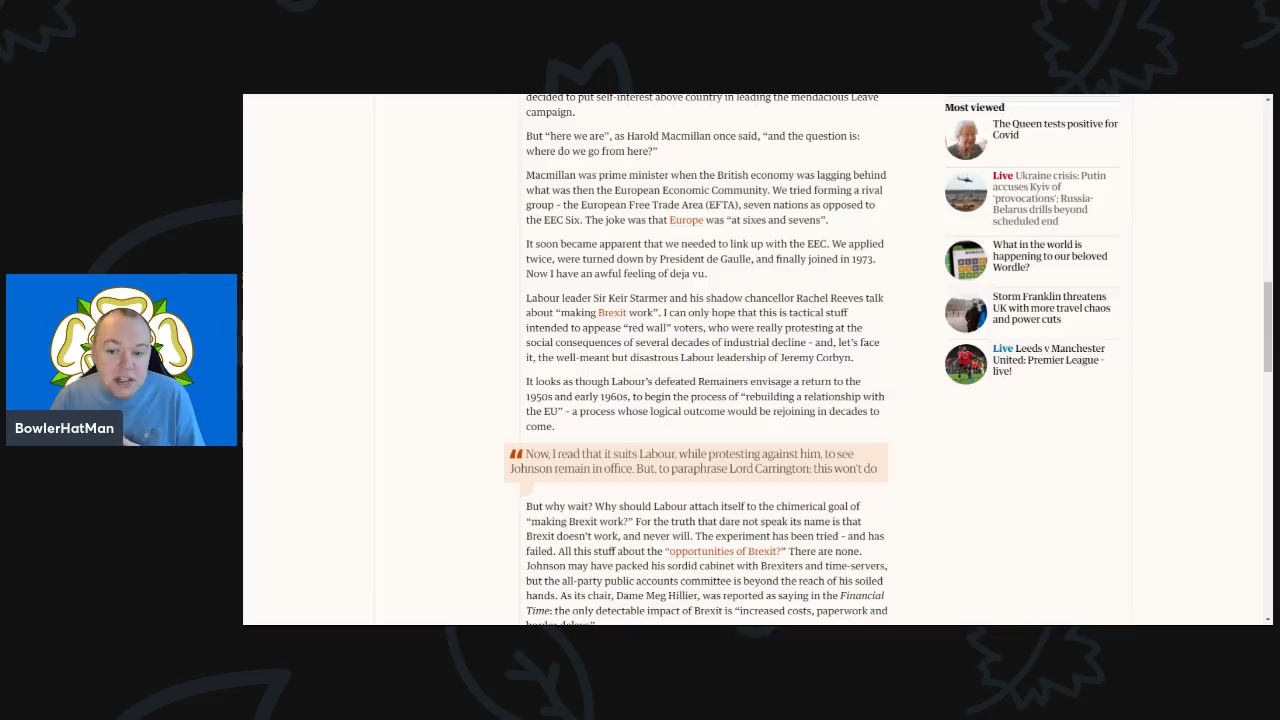 decided to put self-interest above country in leading the mendacious Leave
campaign.
But “here we are”, as Harold Macmillan once said, “and the question is:
where do we go from here?”
Macmillan was prime minister when the British economy was lagging behind
what was then the European Economic Community. We tried forming a rival
group – the European Free Trade Area (EFTA), seven nations as opposed to
the EEC Six. The joke was that Europe was “at sixes and sevens”.
It soon became apparent that we needed to link up with the EEC. We applied
twice, were turned down by President de Gaulle, and finally joined in 1973.
Now I have an awful feeling of deja vu.
Labour leader Sir Keir Starmer and his shadow chancellor Rachel Reeves talk
about “making Brexit work”. I can only hope that this is tactical stuff
intended to appease “red wall” voters, who were really protesting at the
social consequences of several decades of industrial decline – and, let’s face
it, the well-meant but disastrous Labour leadership of Jeremy Corbyn.
It looks as though Labour’s defeated Remainers envisage a return to the
1950s and early 1960s, to begin the process of “rebuilding a relationship with
the EU” – a process whose logical outcome would be rejoining in decades to
come.
Now, I read that it suits Labour, while protesting against him, to see
Johnson remain in office. But, to paraphrase Lord Carrington: this won’t do
But why wait? Why should Labour attach itself to the chimerical goal of
“making Brexit work?” For the truth that dare not speak its name is that
Brexit doesn’t work, and never will. The experiment has been tried – and has
failed. All this stuff about the “opportunities of Brexit?” There are none.
Johnson may have packed his sordid cabinet with Brexiters and time-servers,
but the all-party public accounts committee is beyond the reach of his soiled
hands. As its chair, Dame Meg Hillier, was reported as saying in the Financial
Time: the only detectable impact of Brexit is “increased costs, paperwork and
border delays”
Most viewed
The Queen tests positive for
Covid
Live Ukraine crisis: Putin
accuses Kyiv of
‘provocations’; Russia-
Belarus drills beyond
scheduled end
What in the world is
happening to our beloved
Wordle?
Storm Franklin threatens
UK with more travel chaos
and power cuts
Live Leeds v Manchester
United: Premier League –
live!
BowlerHatMan